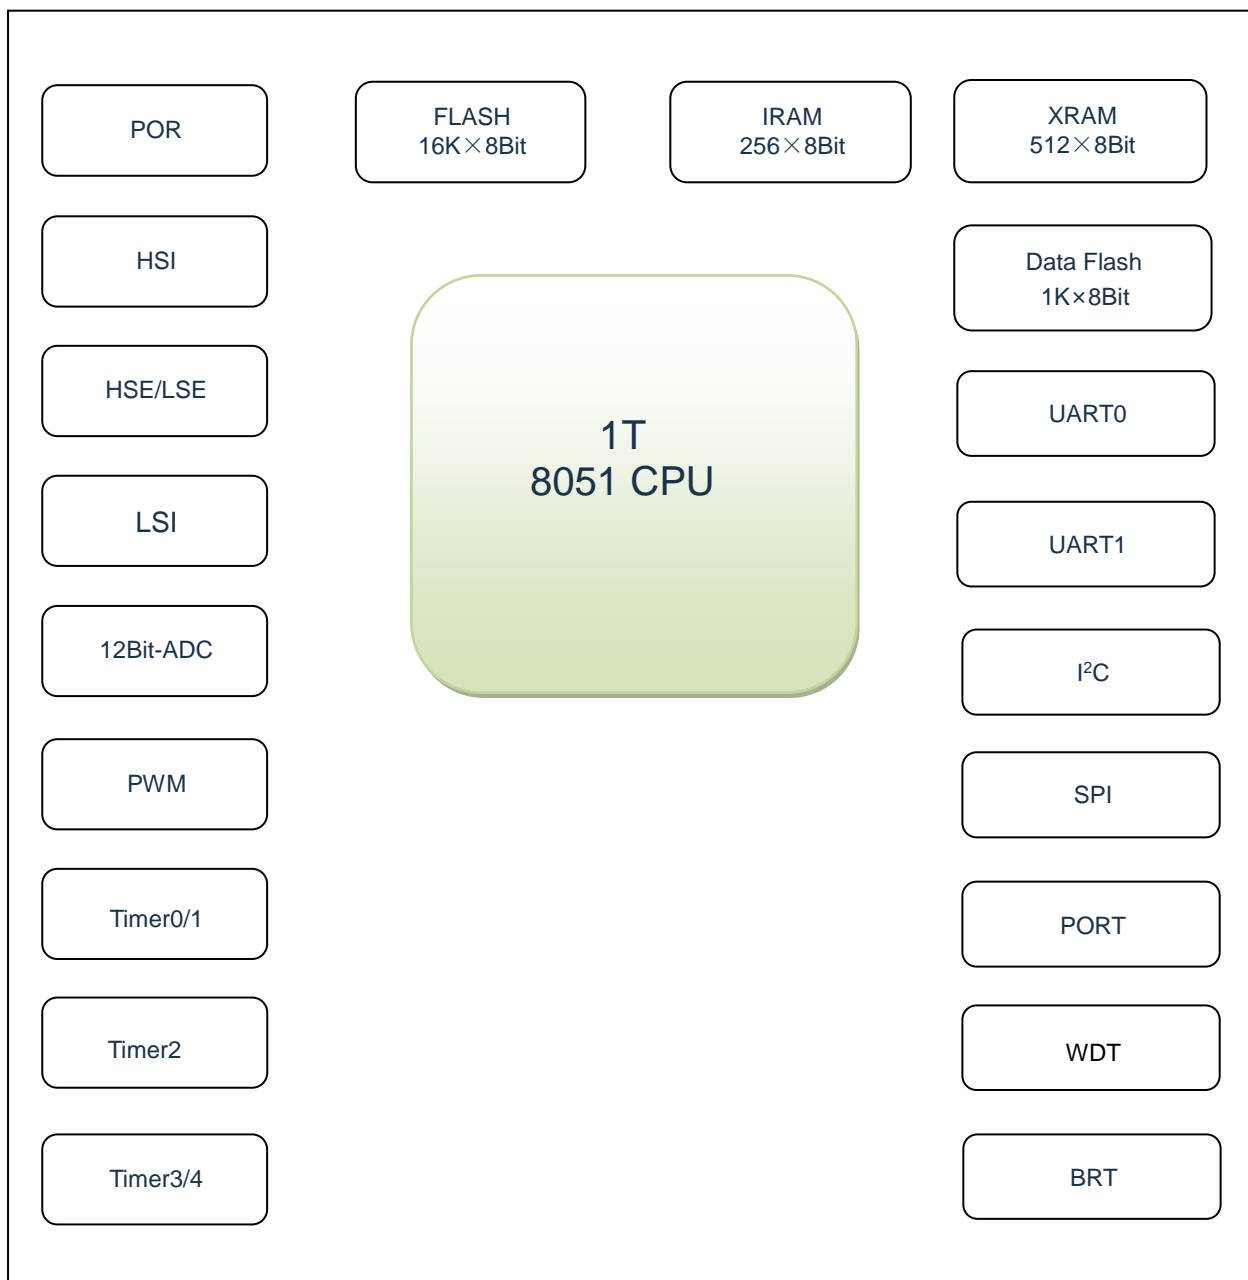 POR
FLASH
16K×8Bit
IRAM
256×8Bit
XRAM
512×8Bit
HSI
Data Flash
1K×8Bit
HSE/LSE
UART0
1T
8051 CPU
LSI
UART1
12Bit-ADC
I²C
PWM
SPI
Timer0/1
PORT
Timer2
WDT
Timer3/4
BRT